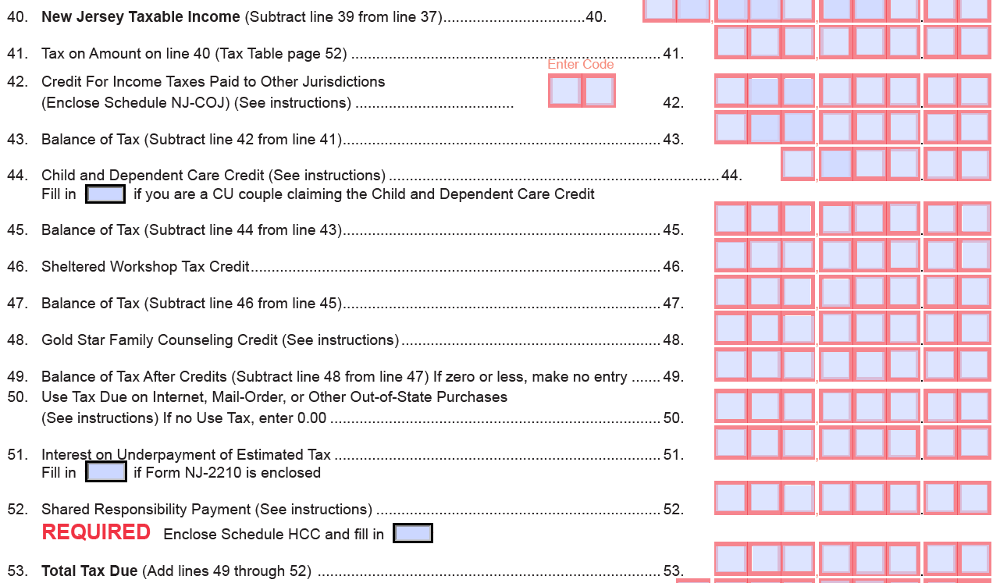 40. New Jersey Taxable Income (Subtract line 39 from line 37)..................................40.
41. Tax on Amount on line 40 (Tax Table page 52) ..........................................................................41.
Enter Code
42. Credit For Income Taxes Paid to Other Jurisdictions
(Enclose Schedule NJ-COJ) (See instructions) ...................................... 42.
43. Balance of Tax (Subtract line 42 from line 41)............................................................................43.
44. Child and Dependent Care Credit (See instructions) ...............................................................................44.
Fill in if you are a CU couple claiming the Child and Dependent Care Credit
45. Balance of Tax (Subtract line 44 from line 43)............................................................................45.
46. Sheltered Workshop Tax Credit..................................................................................................46.
47. Balance of Tax (Subtract line 46 from line 45)............................................................................47.
48. Gold Star Family Counseling Credit (See instructions)..............................................................48.
49. Balance of Tax After Credits (Subtract line 48 from line 47) If zero or less, make no entry .......49.
50. Use Tax Due on Internet, Mail-Order, or Other Out-of-State Purchases
(See instructions) If no Use Tax, enter 0.00 ...............................................................................50.
51. Interest on Underpayment of Estimated Tax ..............................................................................51.
Fill in if Form NJ-2210 is enclosed
52. Shared Responsibility Payment (See instructions) ....................................................................52.
REQUIRED Enclose Schedule HCC and fill in
53. Total Tax Due (Add lines 49 through 52) ..................................................................................53.